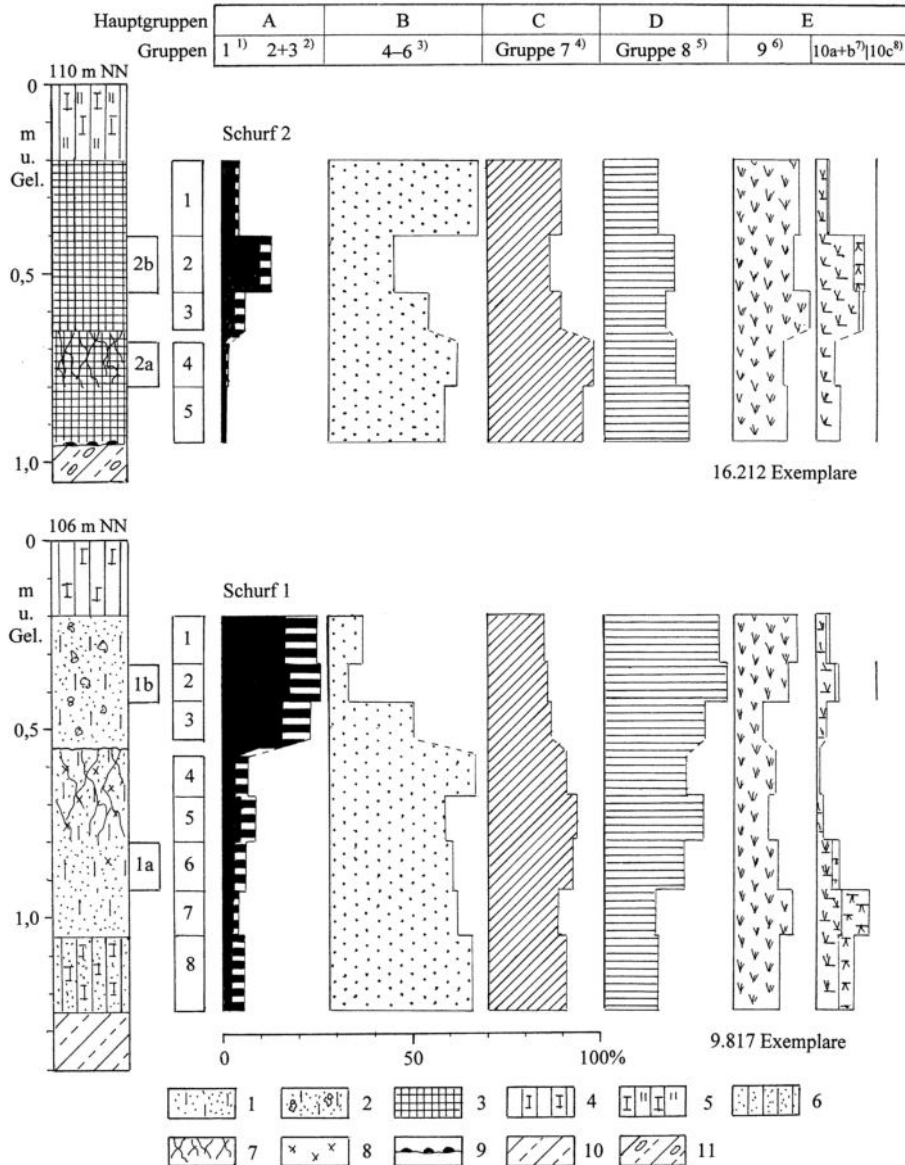 Hauptgruppen A B C D E
Gruppen 1 ¹⁾ 2+3 ²⁾ 4–6 ³⁾ Gruppe 7 ⁴⁾ Gruppe 8 ⁵⁾ 9 ⁶⁾ 10a+b⁷⁾|10c⁸⁾
110 m NN
0
m
u.
Gel.
0,5
1,0
2b
2a
Schurf 2
1
2
3
4
5
16.212 Exemplare
106 m NN
0
m
u.
Gel.
0,5
1,0
1b
1a
Schurf 1
1
2
3
4
5
6
7
8
9.817 Exemplare
0 50 100%
1 2 3 4 5 6
7 8 9 10 11